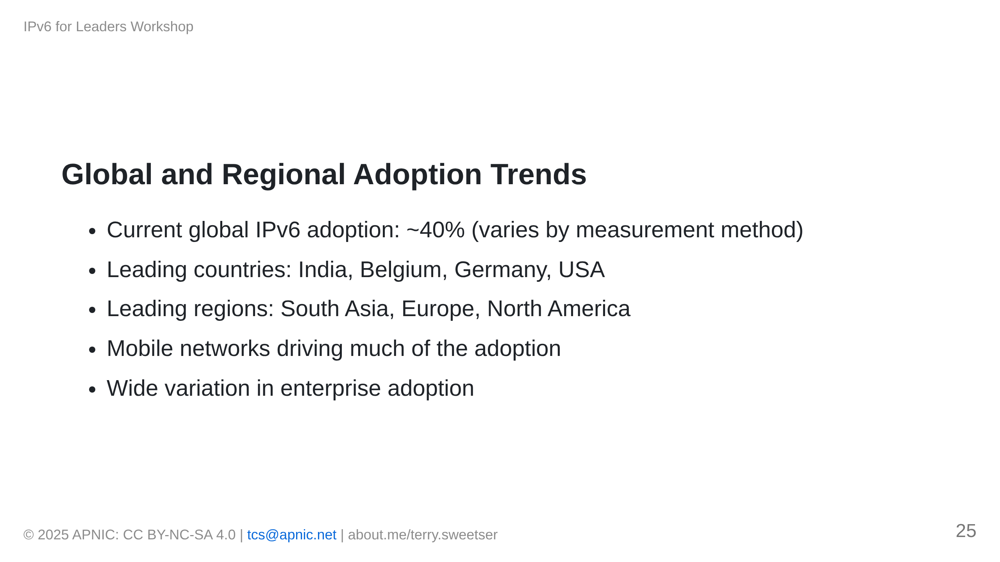 IPv6 for Leaders Workshop
Global and Regional Adoption Trends
• Current global IPv6 adoption: ~40% (varies by measurement method)
• Leading countries: India, Belgium, Germany, USA
• Leading regions: South Asia, Europe, North America
• Mobile networks driving much of the adoption
• Wide variation in enterprise adoption
© 2025 APNIC: CC BY-NC-SA 4.0 | tcs@apnic.net | about.me/terry.sweetser
25